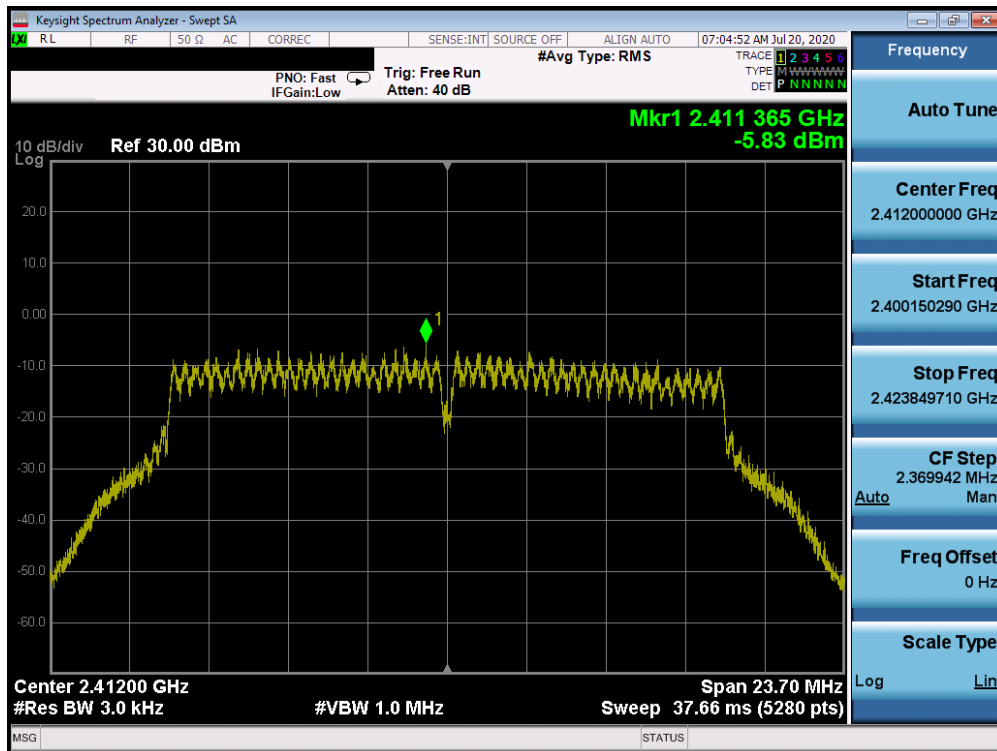 Keysight Spectrum Analyzer - Swept SA
LXI RL RF 50 Ω AC CORREC SENSE:INT SOURCE OFF ALIGN AUTO 07:04:52 AM Jul 20, 2020
#Avg Type: RMS
TRACE 1 2 3 4 5 6
PNO: Fast Trig: Free Run
TYPE M WWWWW
IFGain:Low Atten: 40 dB
DET P N N N N N
Mkr1 2.411 365 GHz
-5.83 dBm
10 dB/div Ref 30.00 dBm
Log
20.0
10.0
0.00
1
-10.0
-20.0
-30.0
-40.0
-50.0
-60.0
Center 2.41200 GHz Span 23.70 MHz
#Res BW 3.0 kHz #VBW 1.0 MHz Sweep 37.66 ms (5280 pts)
MSG STATUS
Frequency
Auto Tune
Center Freq
2.412000000 GHz
Start Freq
2.400150290 GHz
Stop Freq
2.423849710 GHz
CF Step
2.369942 MHz
Auto Man
Freq Offset
0 Hz
Scale Type
Log Lin